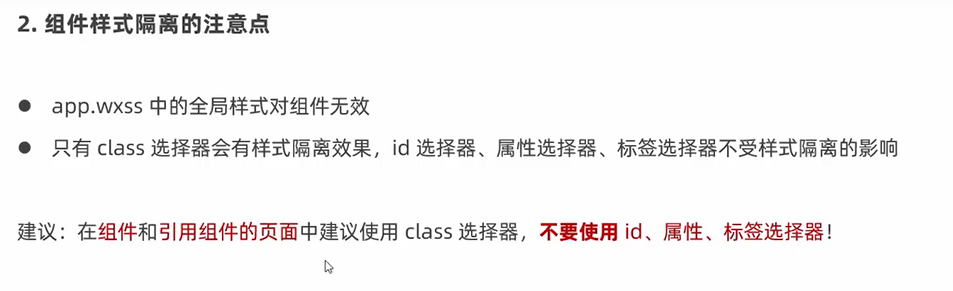 2. 组件样式隔离的注意点
● app.wxss 中的全局样式对组件无效
● 只有 class 选择器会有样式隔离效果，id 选择器、属性选择器、标签选择器不受样式隔离的影响
建议：在组件和引用组件的页面中建议使用 class 选择器，不要使用 id、属性、标签选择器！